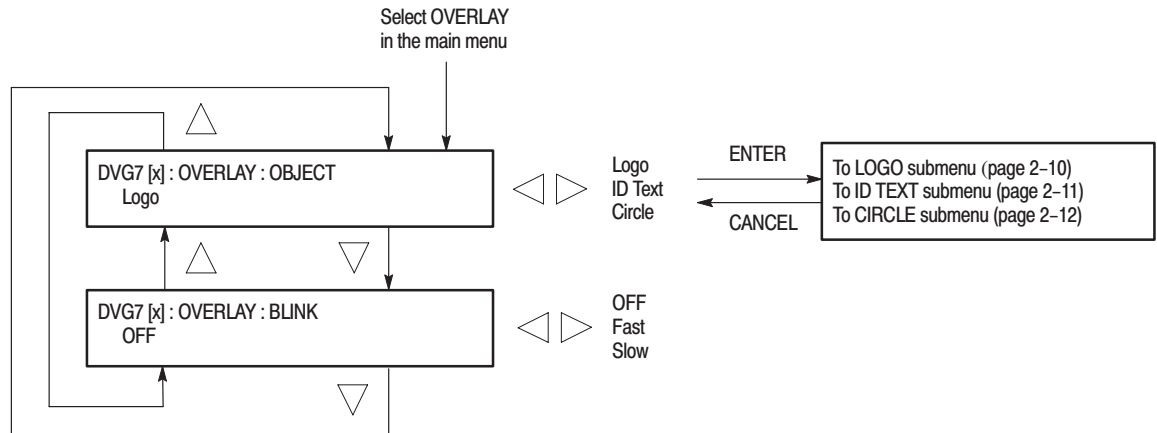 Select OVERLAY
in the main menu
DVG7 [x] : OVERLAY : OBJECT
Logo
Logo
ID Text
Circle
ENTER
CANCEL
To LOGO submenu (page 2–10)
To ID TEXT submenu (page 2–11)
To CIRCLE submenu (page 2–12)
DVG7 [x] : OVERLAY : BLINK
OFF
OFF
Fast
Slow